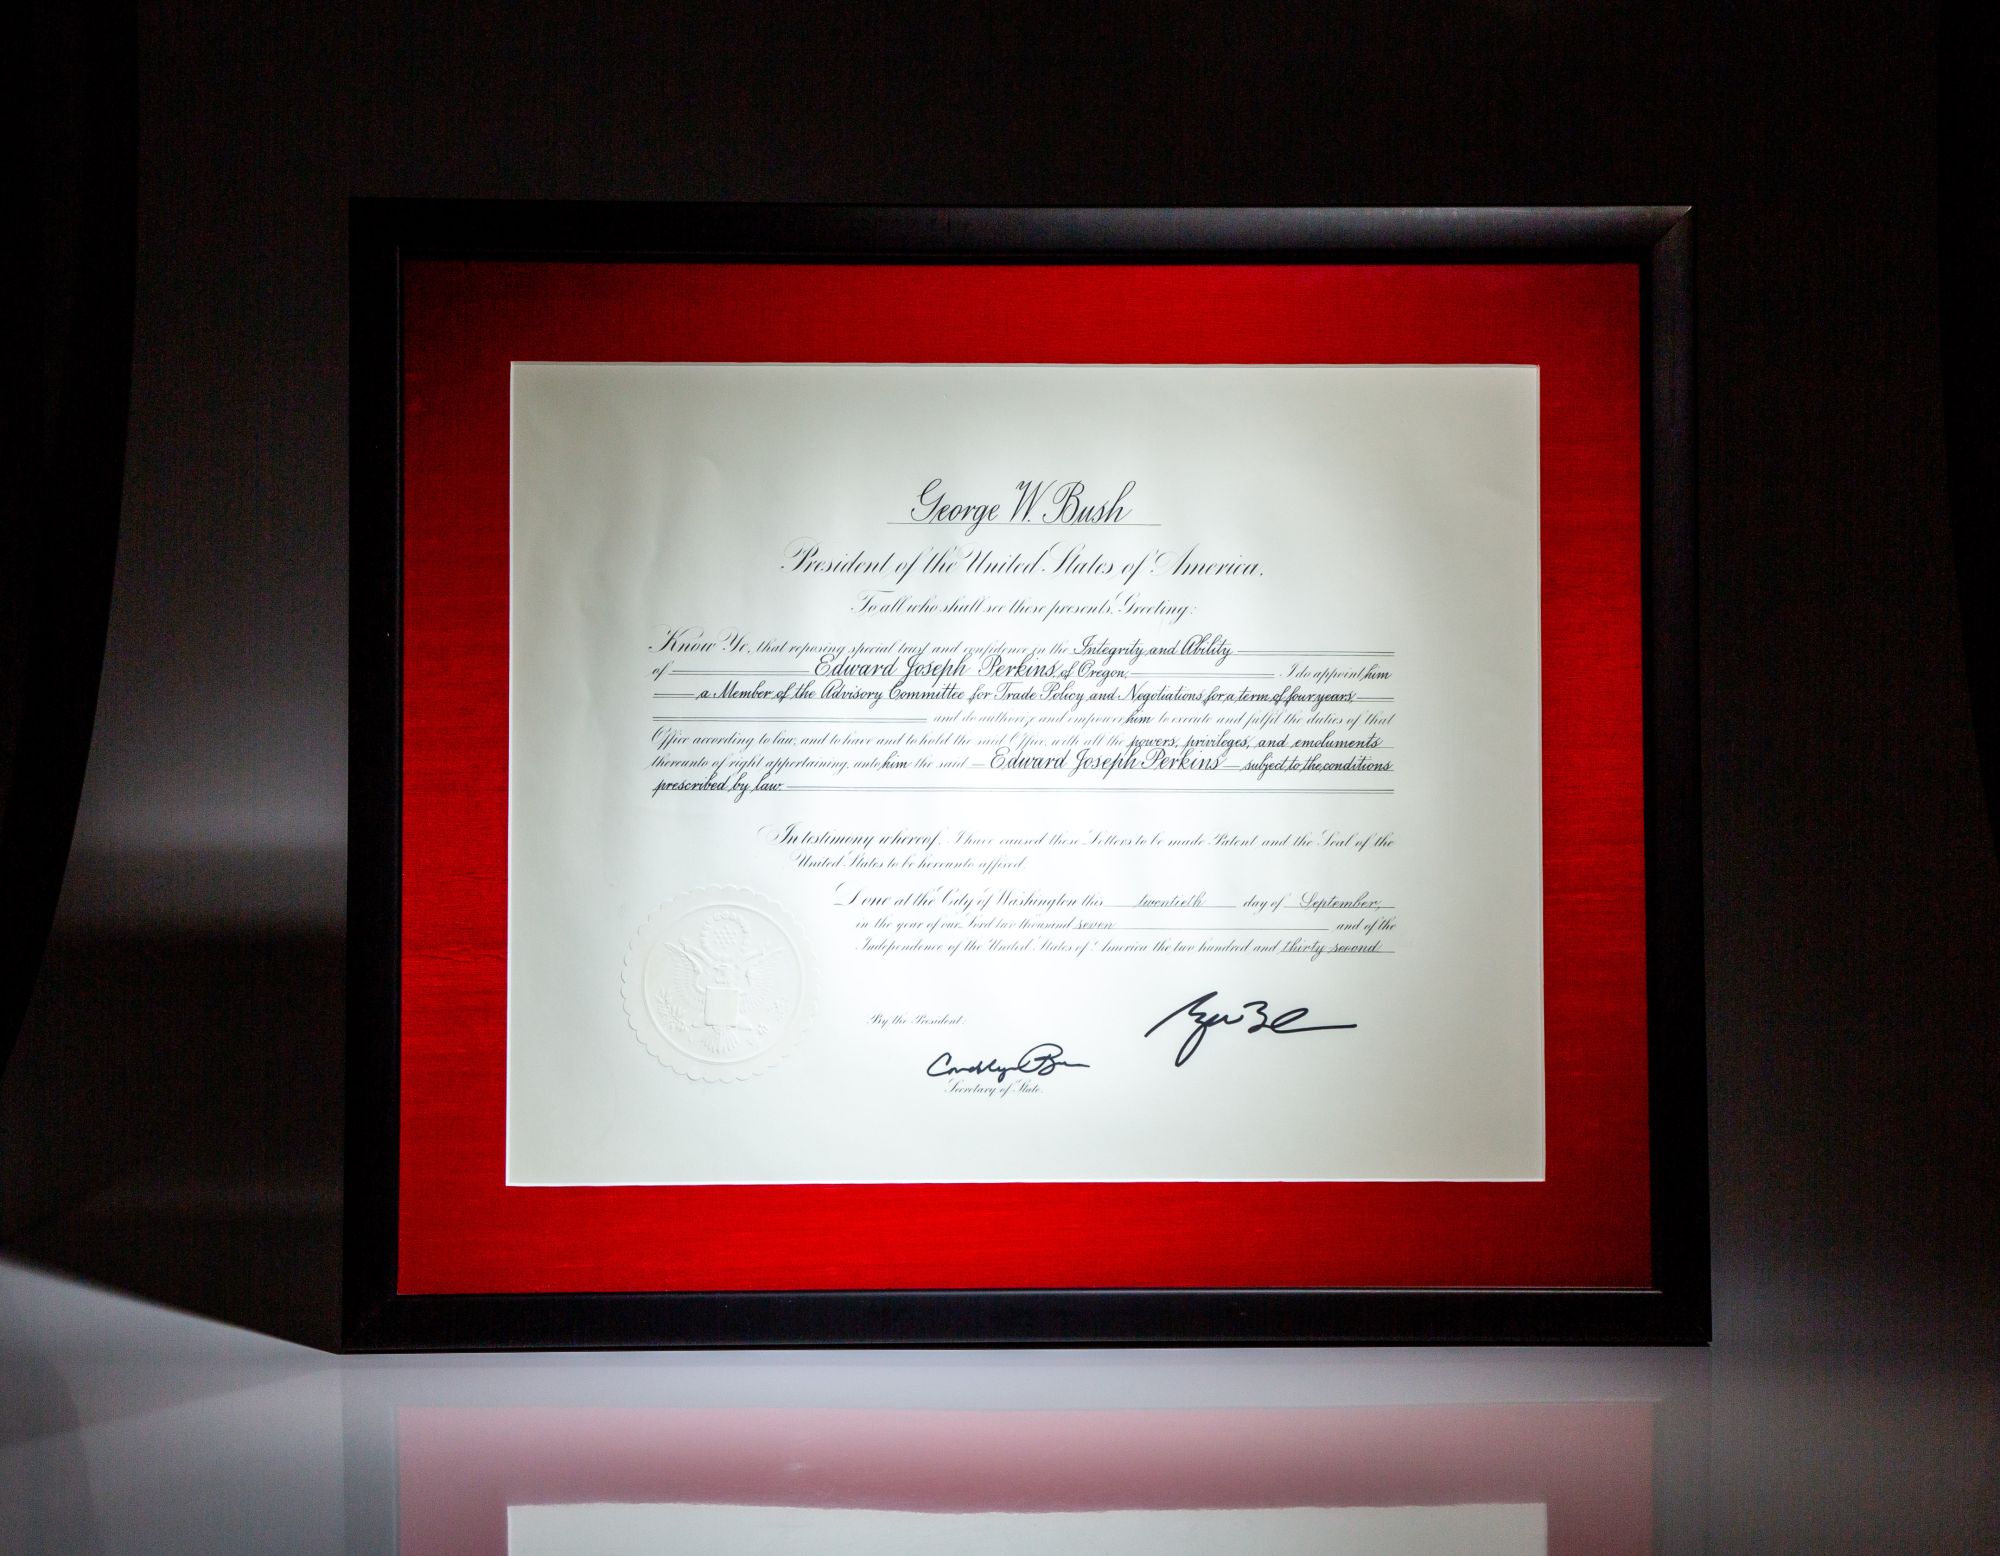 George W. Bush
President of the United States of America.
To all who shall see these presents, Greeting:
Know Ye, that reposing special trust and confidence in the Integrity and Ability
of Edward Joseph Perkins, of Oregon, I do appoint him
a Member of the Advisory Committee for Trade Policy and Negotiations for a term of four years,
and do authorize and empower him to execute and fulfil the duties of that
Office according to law, and to have and to hold the said Office, with all the powers, privileges, and emoluments
thereunto of right appertaining, unto him the said Edward Joseph Perkins subject to the conditions
prescribed by law.
In testimony whereof, I have caused these Letters to be made Patent and the Seal of the
United States to be hereunto affixed.
Done at the City of Washington this twentieth day of September,
in the year of our Lord two thousand seven and of the
Independence of the United States of America the two hundred and thirty second.
By the President:
Secretary of State.